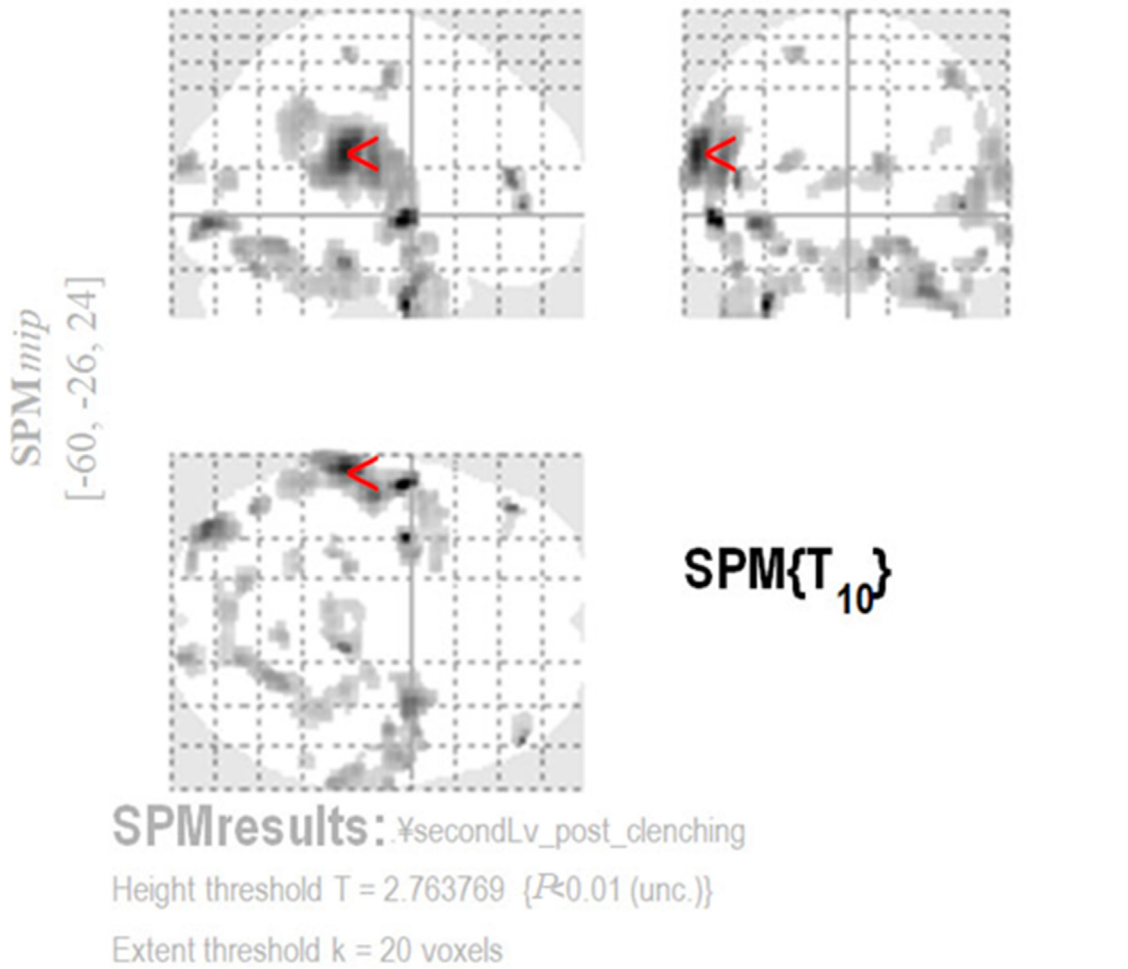 SPMmip
[-60, -26, 24]
SPM{T10}
SPMresults: .¥secondLv_post_clenching
Height threshold T = 2.763769 {P<0.01 (unc.)}
Extent threshold k = 20 voxels